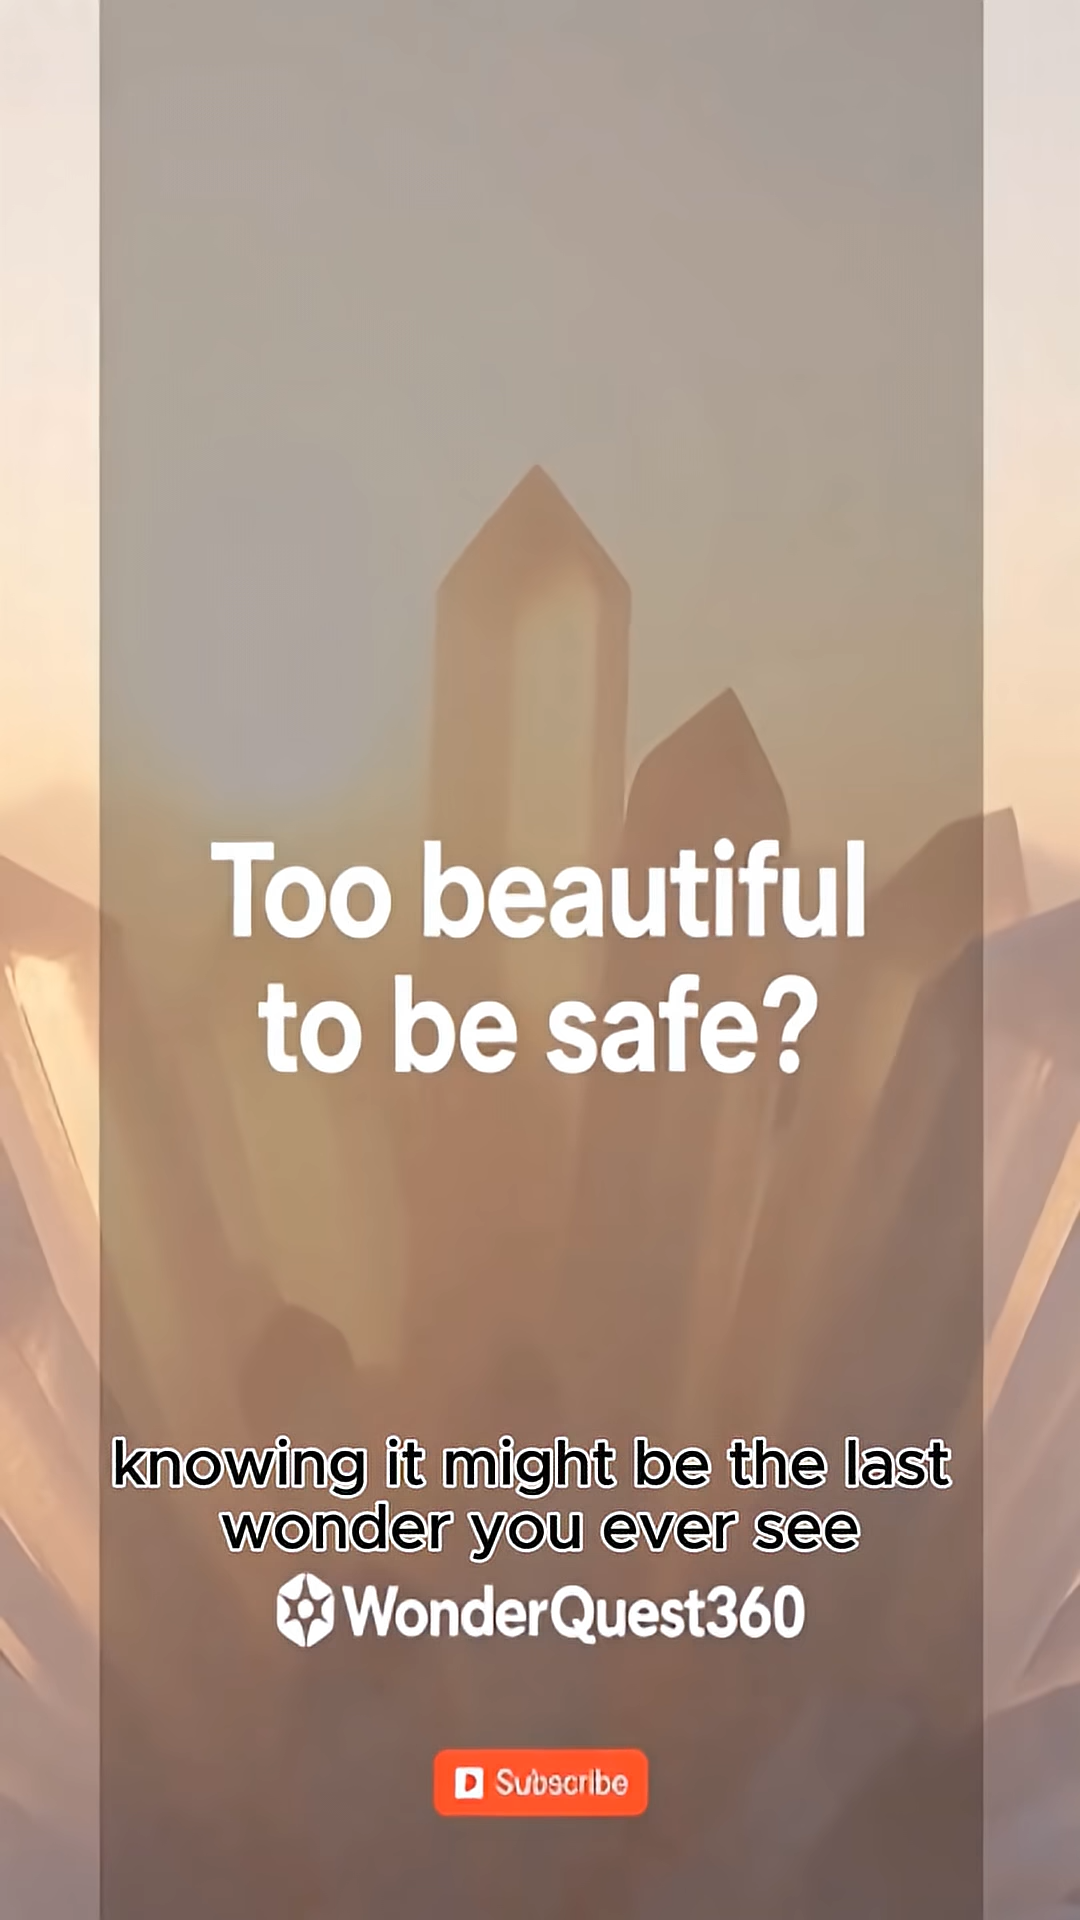 Too beautiful
to be safe?
knowing it might be the last
wonder you ever see
WonderQuest360
Subscribe